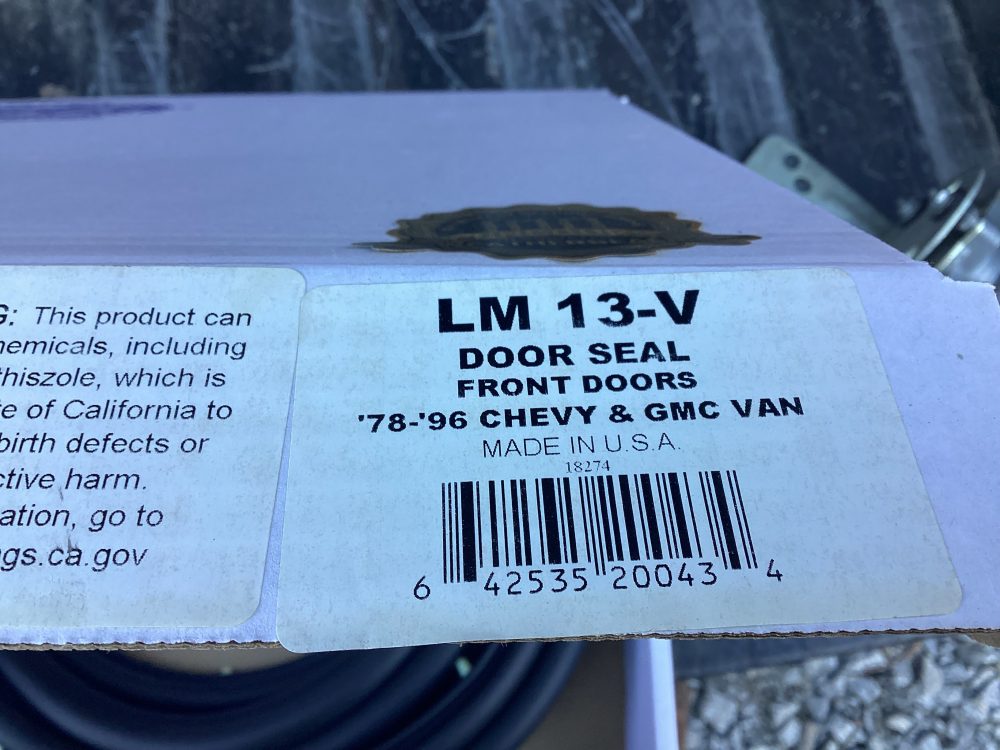 G: This product can
hemicals, including
thiszole, which is
te of California to
birth defects or
ctive harm.
ation, go to
gs.ca.gov
LM 13-V
DOOR SEAL
FRONT DOORS
'78-'96 CHEVY & GMC VAN
MADE IN U.S.A.
18274
6 42535 20043 4